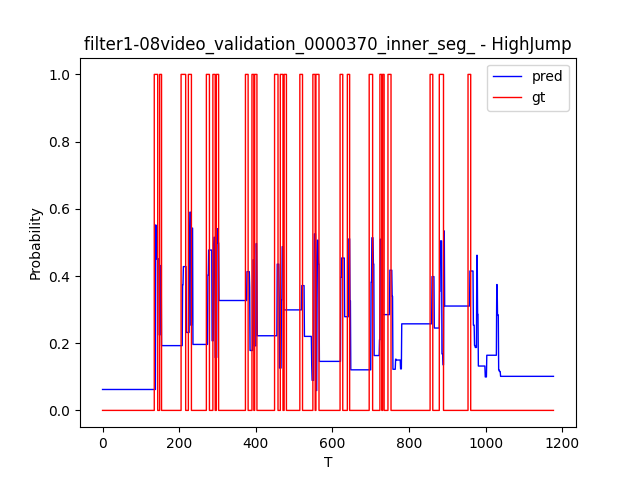 filter1-08video_validation_0000370_inner_seg_ - HighJump
pred
gt
1.0
0.8
0.6
0.4
0.2
0.0
Probability
0 200 400 600 800 1000 1200
T